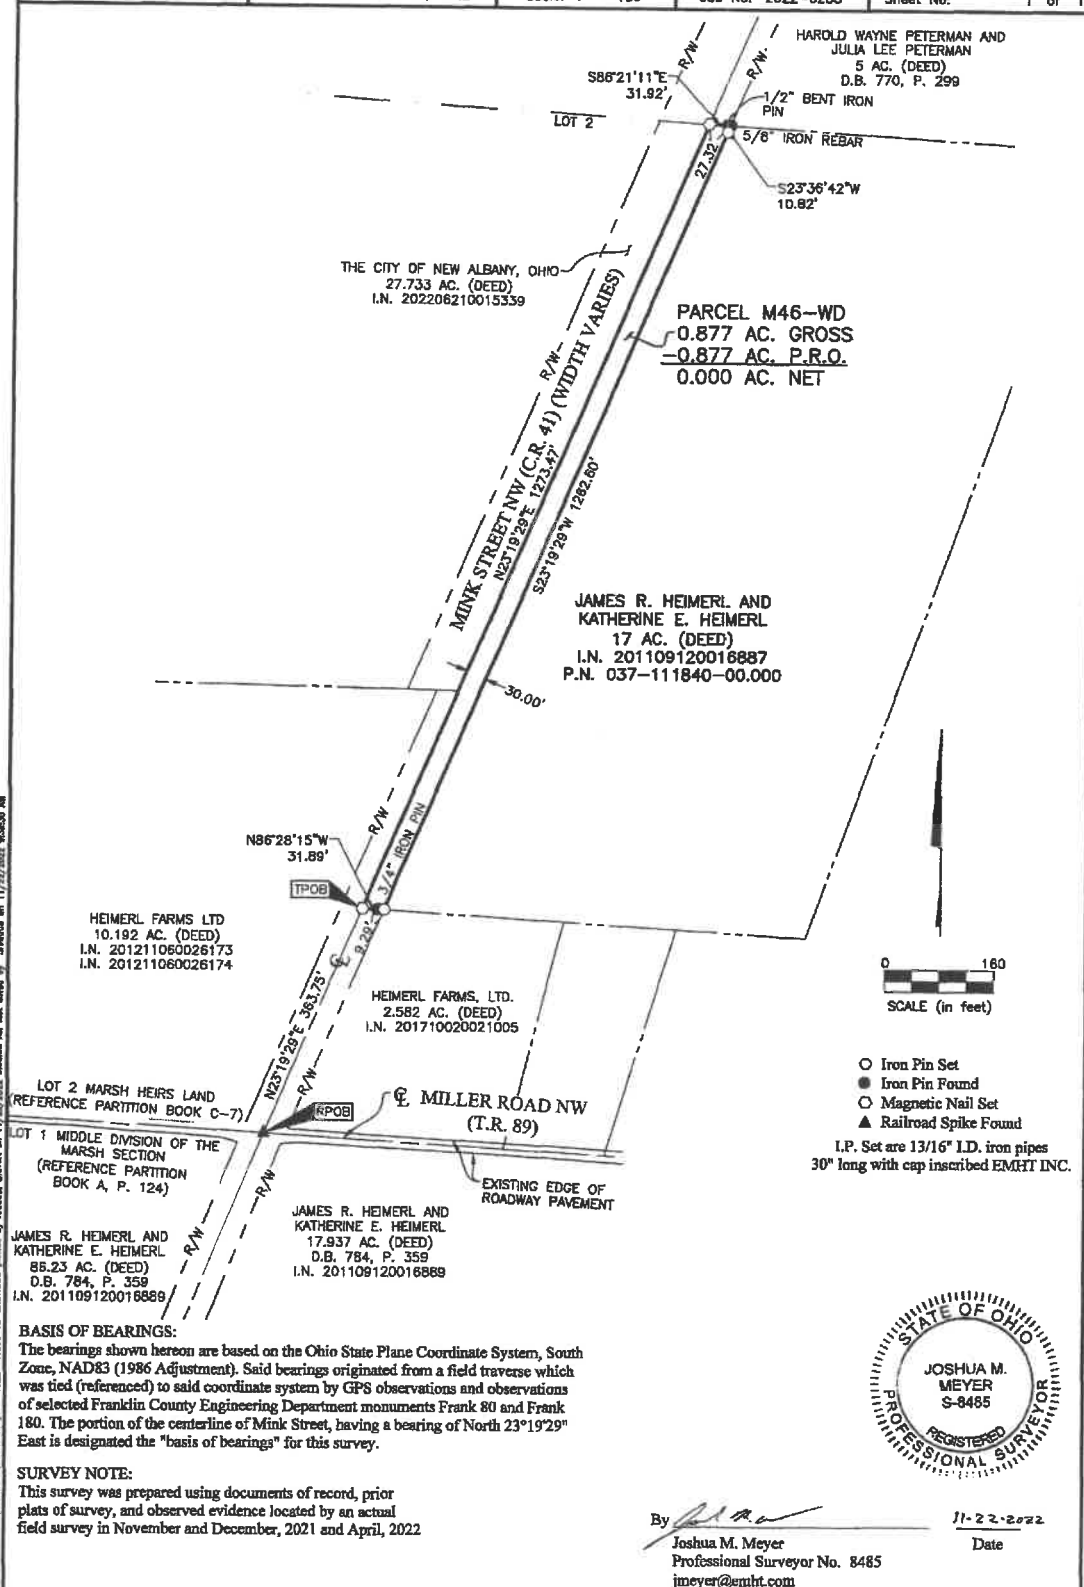 Sheet No. 1 of 1
HAROLD WAYNE PETERMAN AND
JULIA LEE PETERMAN
5 AC. (DEED)
D.B. 770, P. 299
R/W
R/W
S86°21'11"E
31.92'
1/2" BENT IRON
PIN
LOT 2
5/8" IRON REBAR
27.32
S23°36'42"W
10.82'
THE CITY OF NEW ALBANY, OHIO
27.733 AC. (DEED)
I.N. 202206210015339
PARCEL M46-WD
0.877 AC. GROSS
-0.877 AC. P.R.O.
0.000 AC. NET
R/W
MINK STREET NW (C.R. 41) (WIDTH VARIES)
N23°19'29"E 1273.47'
S23°19'29"W 1262.60'
JAMES R. HEIMERL AND
KATHERINE E. HEIMERL
17 AC. (DEED)
I.N. 201109120016887
P.N. 037-111840-00.000
30.00'
R/W
3/4" IRON PIN
N86°28'15"W
31.89'
TPOB
HEIMERL FARMS LTD
10.192 AC. (DEED)
I.N. 201211060026173
I.N. 201211060026174
9.29'
℄
N23°19'29"E 363.75'
HEIMERL FARMS, LTD.
2.582 AC. (DEED)
I.N. 201710020021005
R/W
0 160
SCALE (in feet)
Iron Pin Set
Iron Pin Found
Magnetic Nail Set
Railroad Spike Found
I.P. Set are 13/16" I.D. iron pipes
30" long with cap inscribed EMHT INC.
LOT 2 MARSH HEIRS LAND
(REFERENCE PARTITION BOOK C-7)
RPOB
℄ MILLER ROAD NW
(T.R. 89)
LOT 1 MIDDLE DIVISION OF THE
MARSH SECTION
(REFERENCE PARTITION
BOOK A, P. 124)
R/W
EXISTING EDGE OF
ROADWAY PAVEMENT
JAMES R. HEIMERL AND
KATHERINE E. HEIMERL
17.937 AC. (DEED)
D.B. 784, P. 359
I.N. 201109120016889
JAMES R. HEIMERL AND
KATHERINE E. HEIMERL
86.23 AC. (DEED)
D.B. 784, P. 359
I.N. 201109120016889
R/W
BASIS OF BEARINGS:
The bearings shown hereon are based on the Ohio State Plane Coordinate System, South
Zone, NAD83 (1986 Adjustment). Said bearings originated from a field traverse which
was tied (referenced) to said coordinate system by GPS observations and observations
of selected Franklin County Engineering Department monuments Frank 80 and Frank
180. The portion of the centerline of Mink Street, having a bearing of North 23°19'29"
East is designated the "basis of bearings" for this survey.
STATE OF OHIO
JOSHUA M.
MEYER
S-8485
REGISTERED
PROFESSIONAL SURVEYOR
SURVEY NOTE:
This survey was prepared using documents of record, prior
plats of survey, and observed evidence located by an actual
field survey in November and December, 2021 and April, 2022
By
11-22-2022
Joshua M. Meyer
Date
Professional Surveyor No. 8485
jmeyer@emht.com